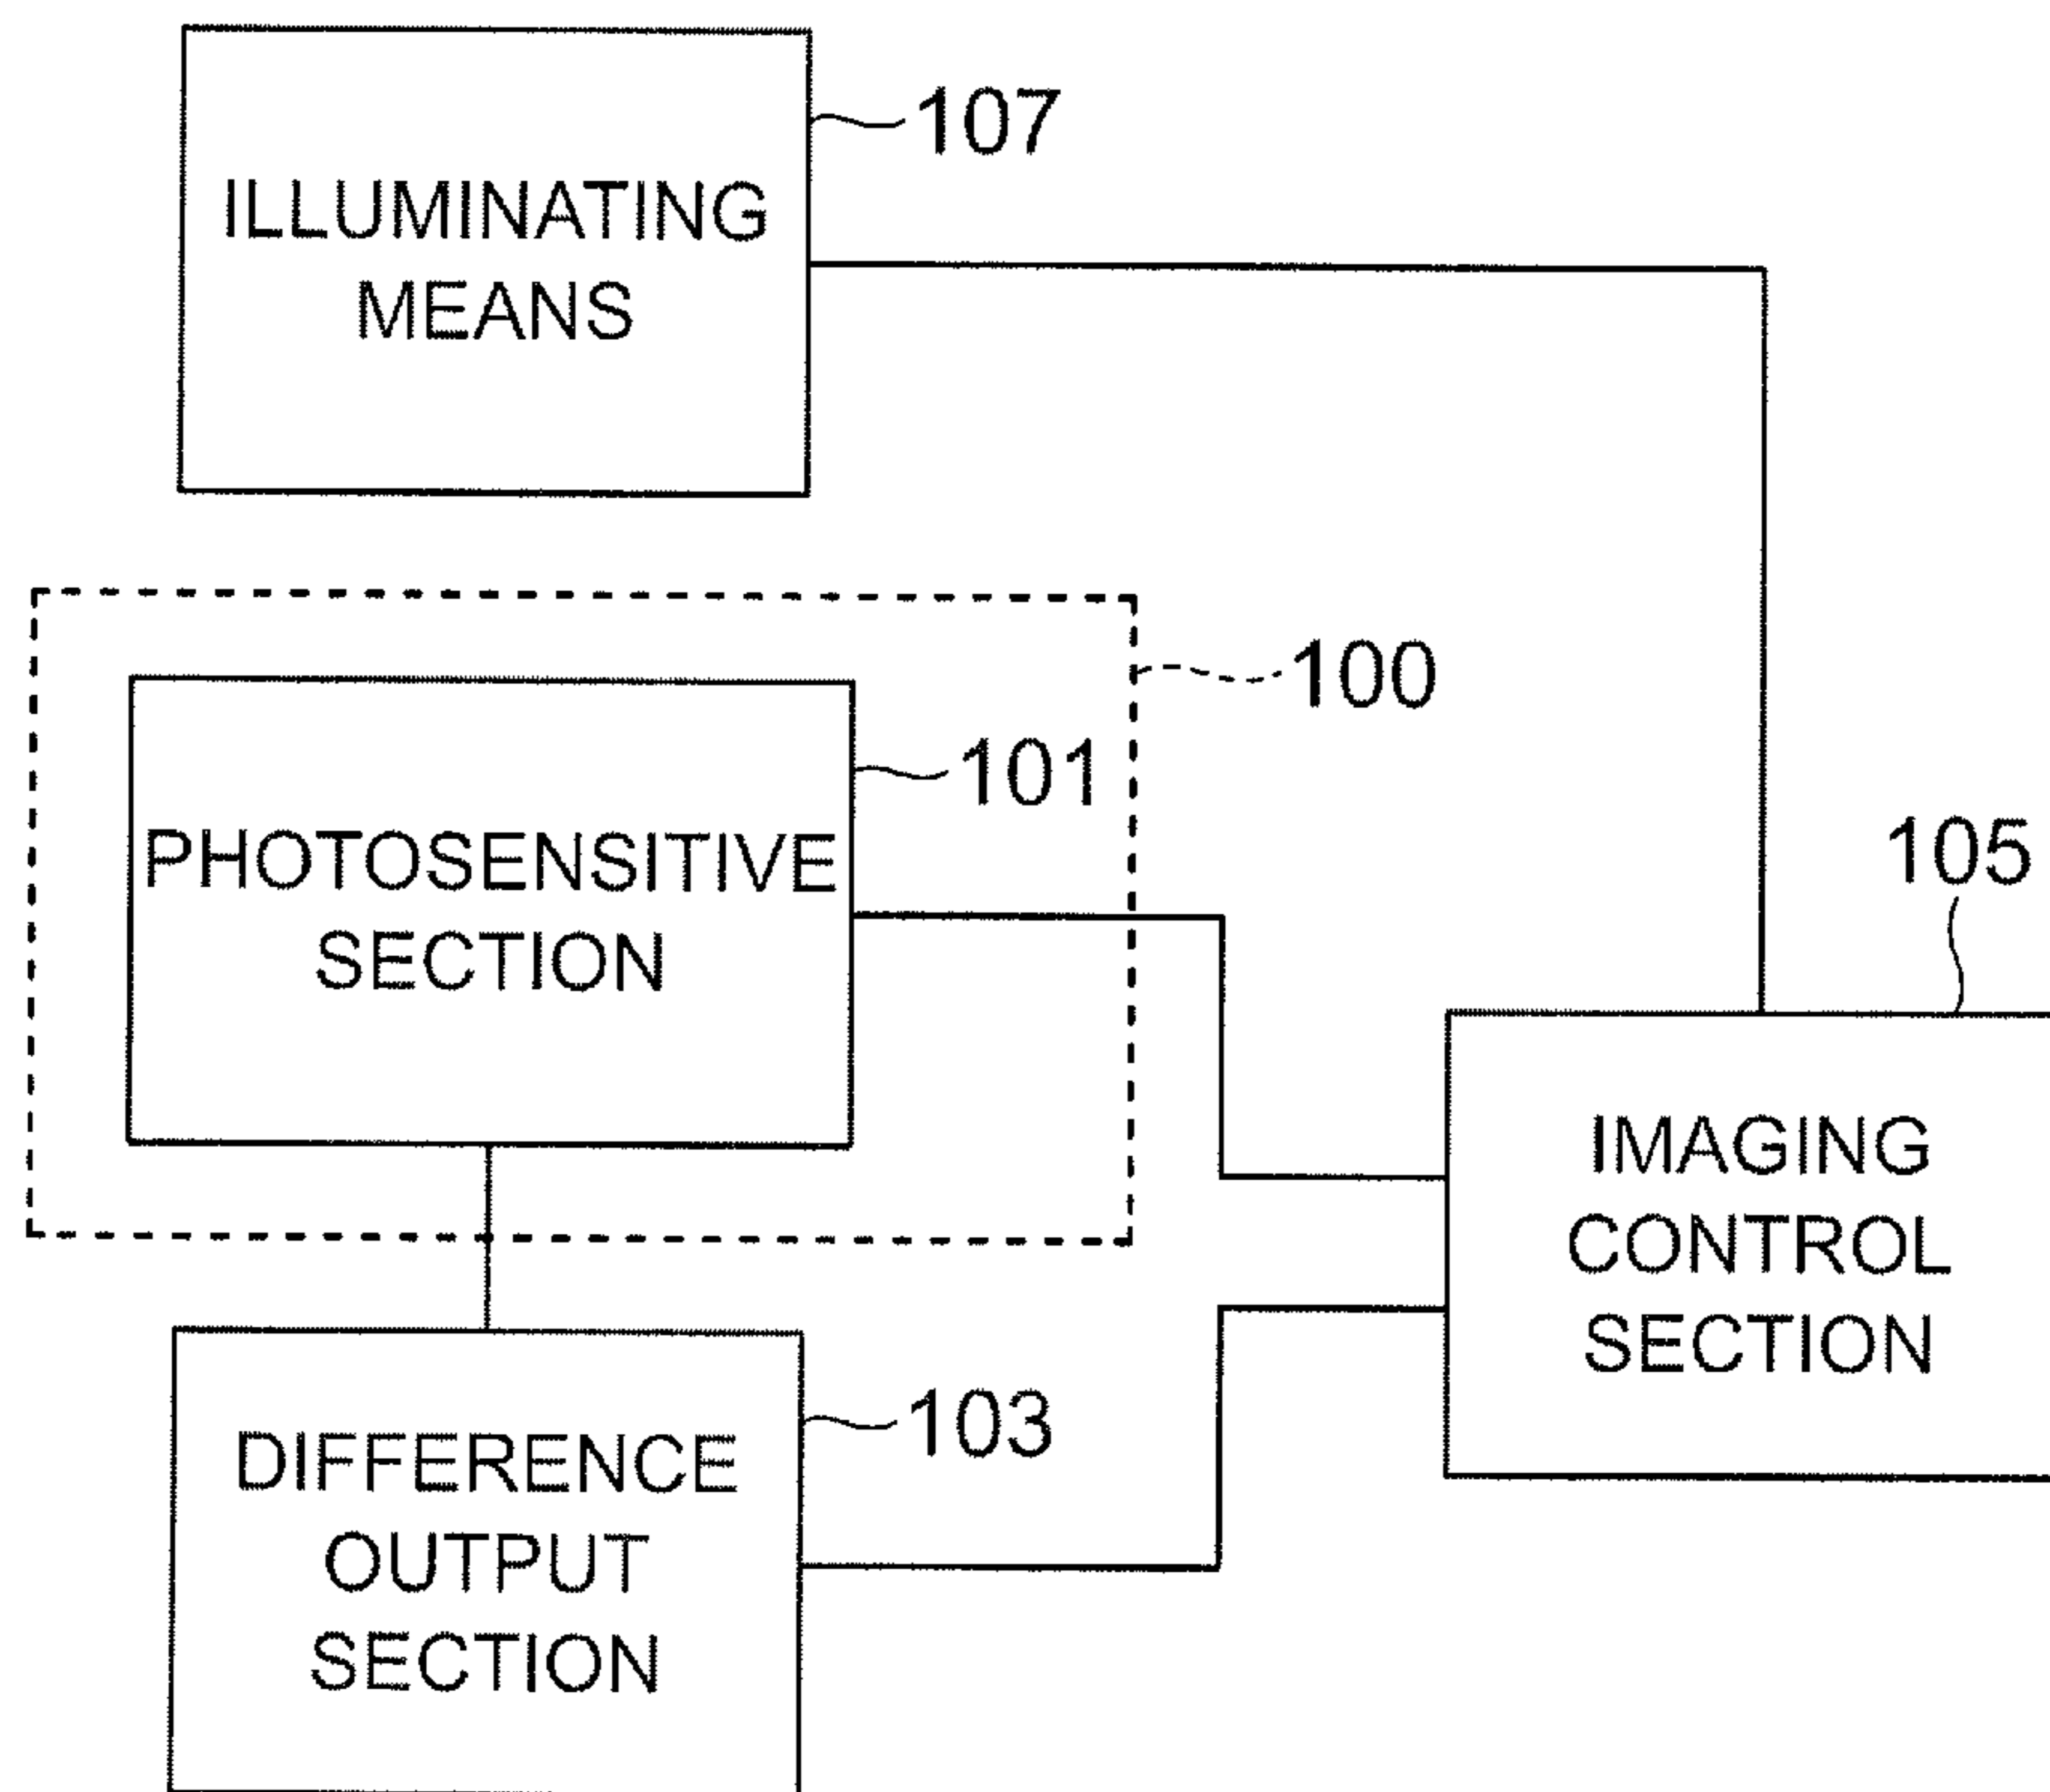 107
ILLUMINATING
MEANS
100
101
PHOTOSENSITIVE
SECTION
105
IMAGING
CONTROL
SECTION
103
DIFFERENCE
OUTPUT
SECTION